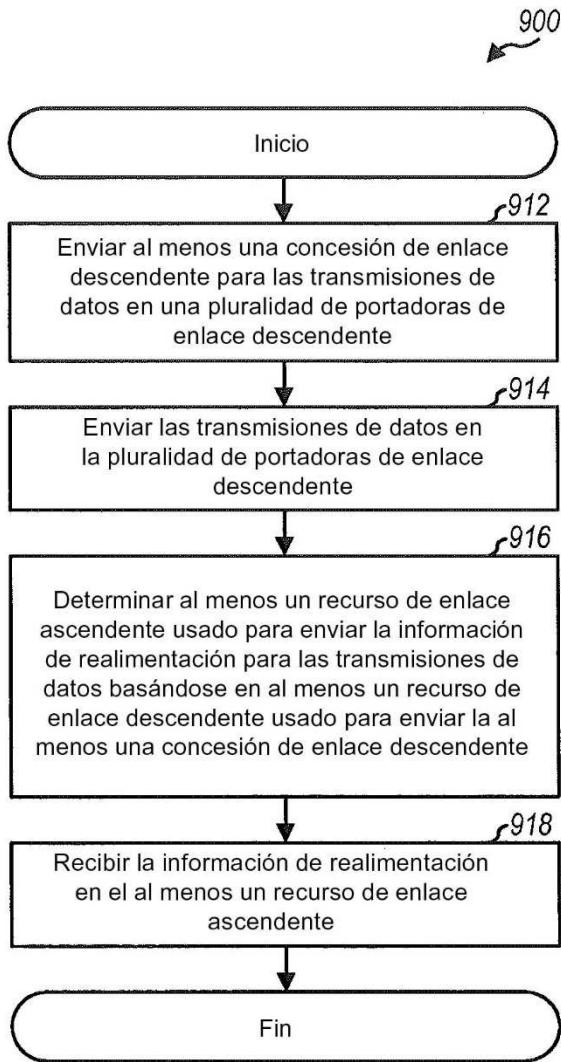 900
Inicio
912
Enviar al menos una concesión de enlace
descendente para las transmisiones de
datos en una pluralidad de portadoras de
enlace descendente
914
Enviar las transmisiones de datos en
la pluralidad de portadoras de enlace
descendente
916
Determinar al menos un recurso de enlace
ascendente usado para enviar la información
de realimentación para las transmisiones de
datos basándose en al menos un recurso de
enlace descendente usado para enviar la al
menos una concesión de enlace descendente
918
Recibir la información de realimentación
en el al menos un recurso de enlace
ascendente
Fin